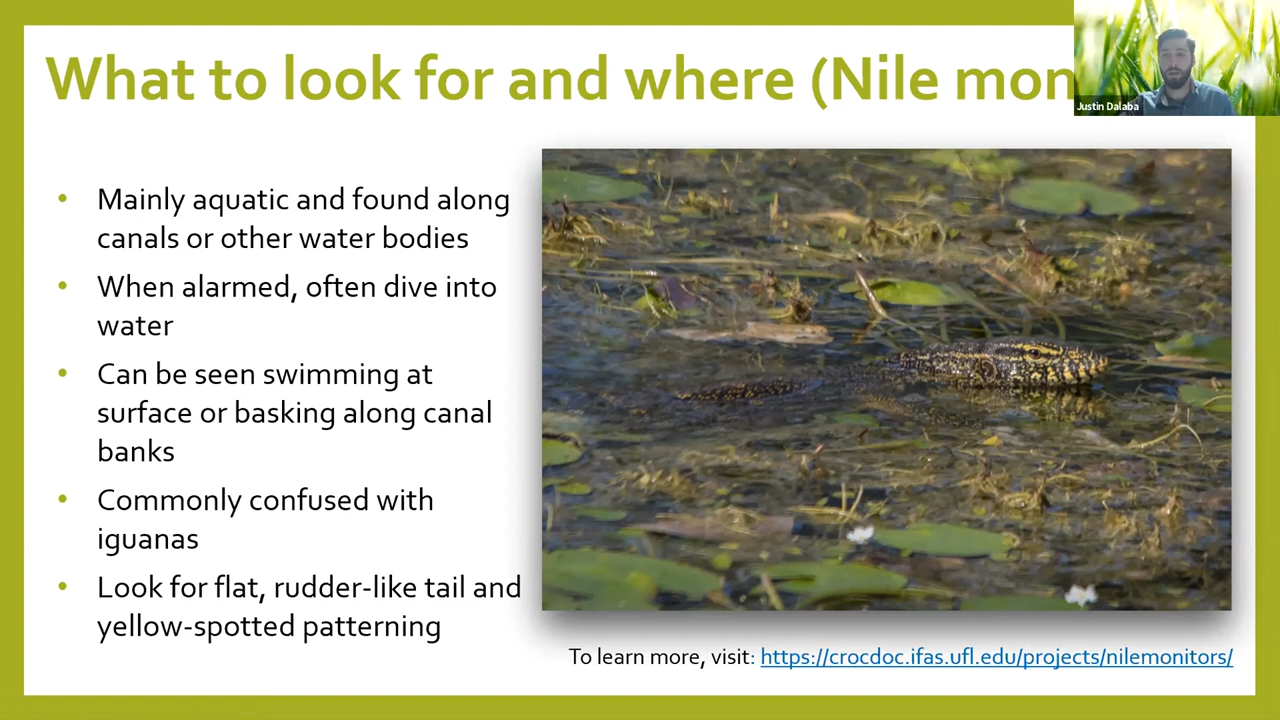 What to look for and where (Nile mon
Justin Dalaba
• Mainly aquatic and found along
canals or other water bodies
• When alarmed, often dive into
water
• Can be seen swimming at
surface or basking along canal
banks
• Commonly confused with
iguanas
• Look for flat, rudder-like tail and
yellow-spotted patterning
To learn more, visit: https://crocdoc.ifas.ufl.edu/projects/nilemonitors/